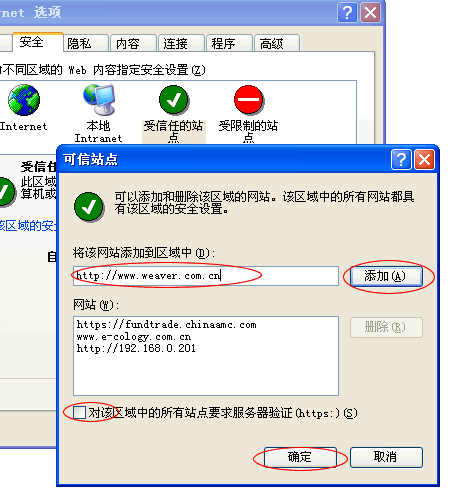 rnet 选项
安全
隐私
内容
连接
程序
高级
对不同区域的 Web 内容指定安全设置(Z)
Internet
本地
Intranet
受信任的站
点
受限制的站
点
受信任
此区域
算机或
该区域的安
自
可信站点
可以添加和删除该区域的网站。该区域中的所有网站都具
有该区域的安全设置。
将该网站添加到区域中(D):
http://www.weaver.com.cn
添加(A)
网站(W):
https://fundtrade.chinaamc.com
www.e-cology.com.cn
http://192.168.0.201
删除(R)
对该区域中的所有站点要求服务器验证(https:)(S)
确定
取消